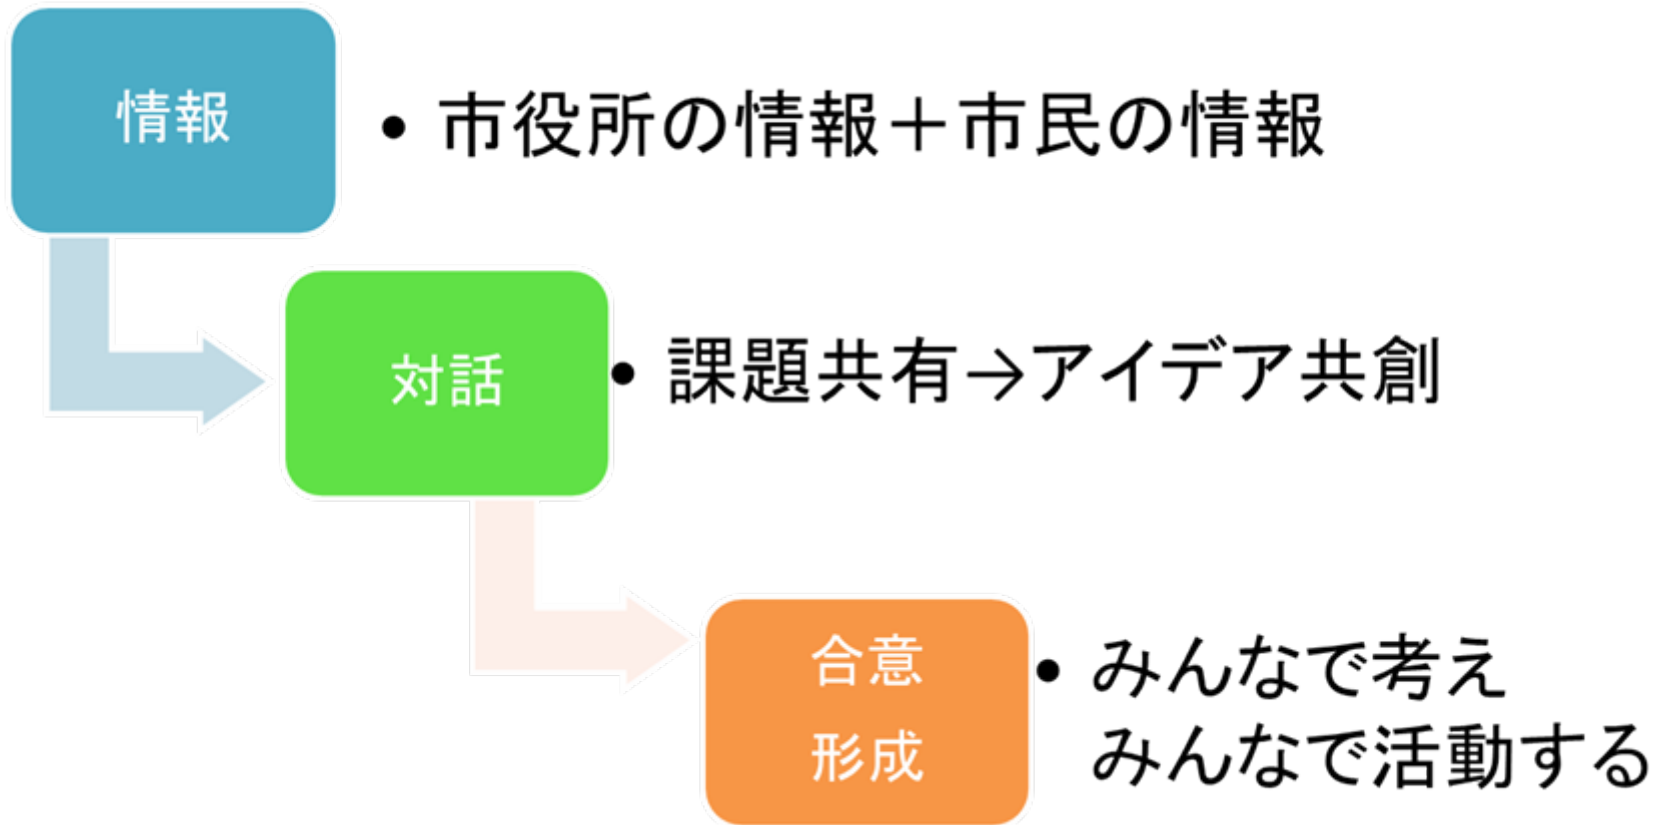 情報
• 市役所の情報＋市民の情報
対話
• 課題共有→アイデア共創
合意
形成
• みんなで考え
みんなで活動する